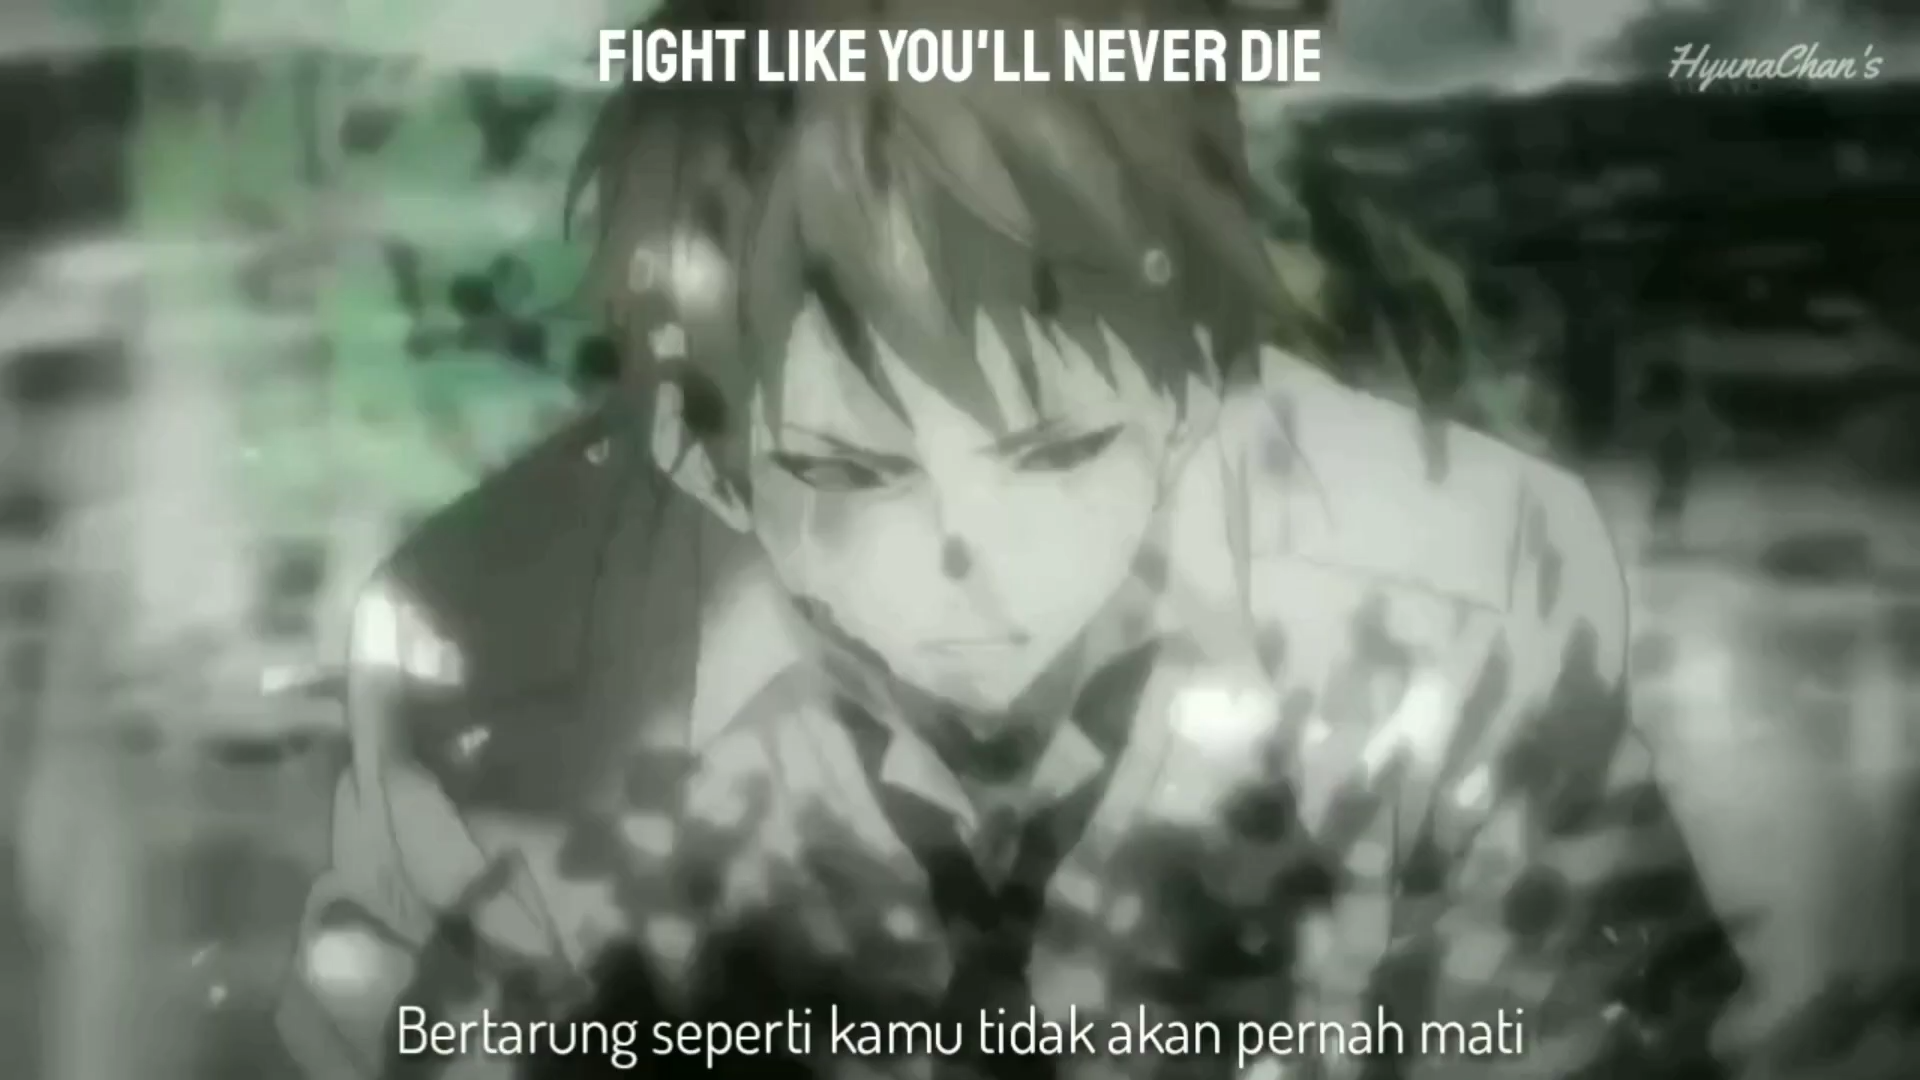 FIGHT LIKE YOU'LL NEVER DIE
HyunaChan's
Bertarung seperti kamu tidak akan pernah mati